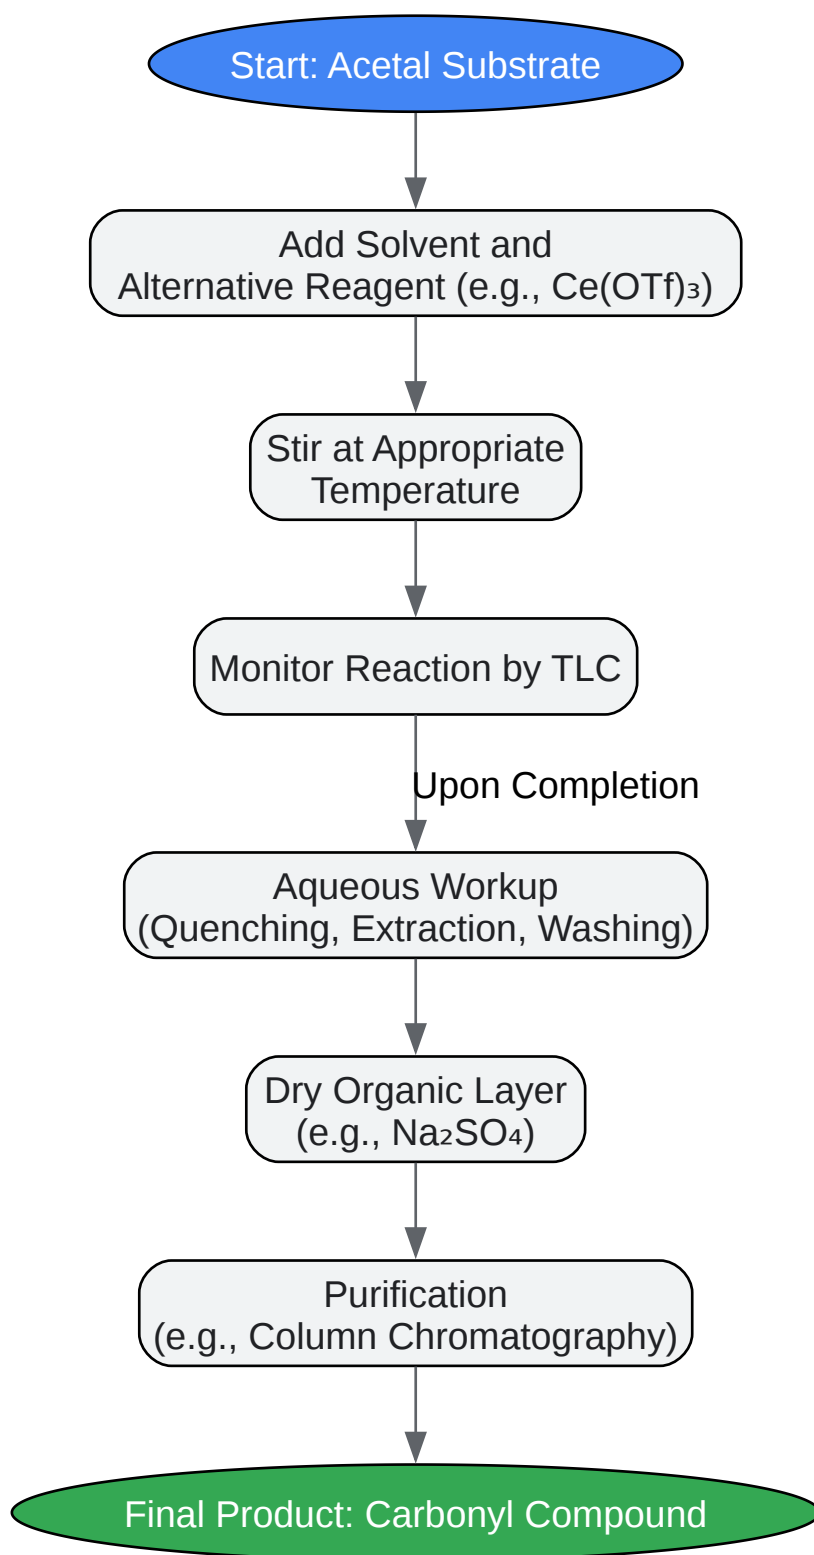 Start: Acetal Substrate
Add Solvent and
Alternative Reagent (e.g., Ce(OTf)₃)
Stir at Appropriate
Temperature
Monitor Reaction by TLC
Upon Completion
Aqueous Workup
(Quenching, Extraction, Washing)
Dry Organic Layer
(e.g., Na₂SO₄)
Purification
(e.g., Column Chromatography)
Final Product: Carbonyl Compound